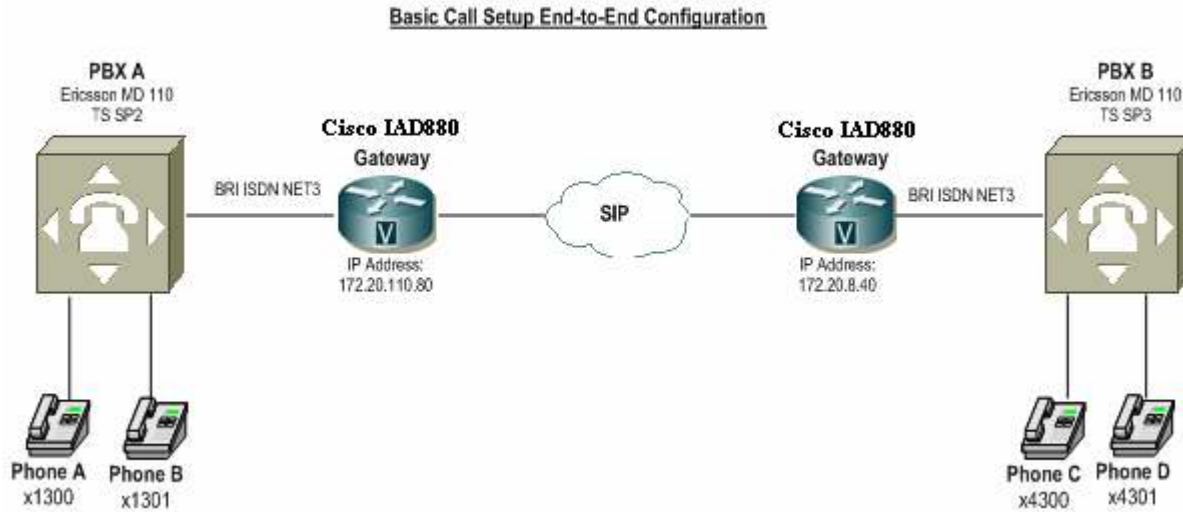 Basic Call Setup End-to-End Configuration
PBX A
Ericsson MD 110
TS SP2
Cisco IAD880
Gateway
BRI ISDN NET3
V
IP Address:
172.20.110.80
SIP
Cisco IAD880
Gateway
V
IP Address:
172.20.8.40
BRI ISDN NET3
PBX B
Ericsson MD 110
TS SP3
Phone A
x1300
Phone B
x1301
Phone C
x4300
Phone D
x4301